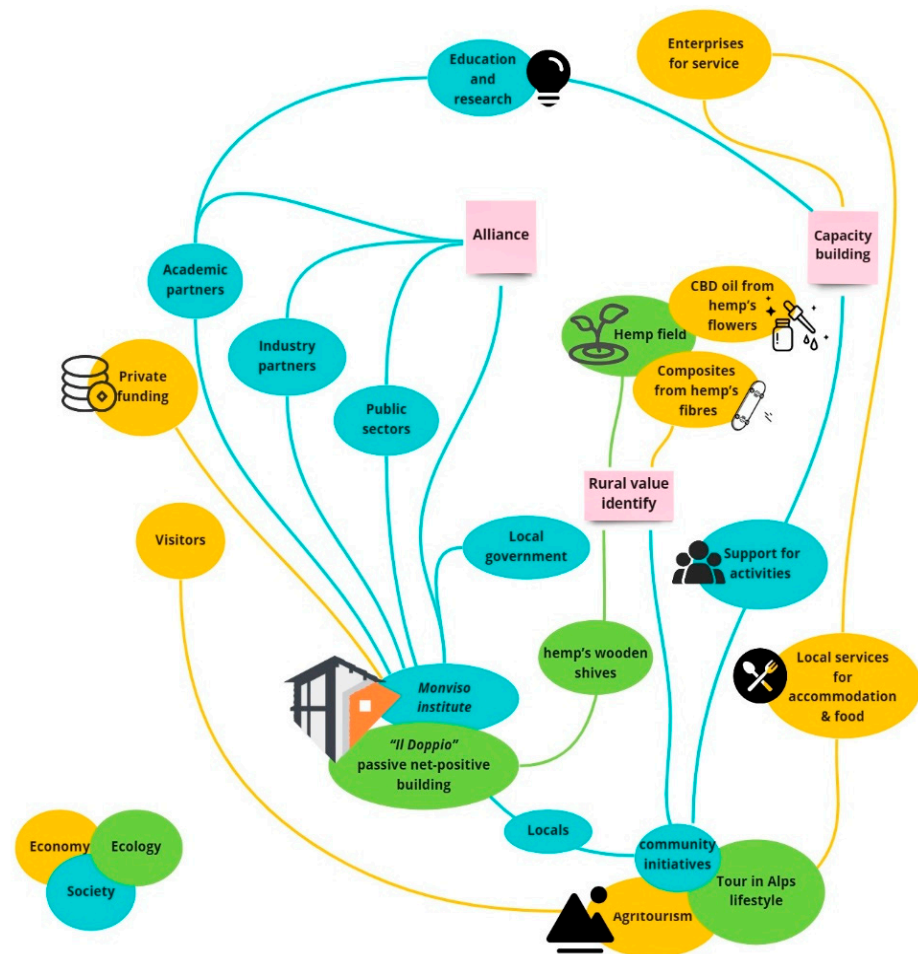 Enterprises
for service
Education
and
research
Alliance
Capacity
building
Academic
partners
CBD oil from
hemp's
flowers
Hemp field
Industry
partners
Composites
from hemp's
fibres
Private
funding
Public
sectors
Rural value
identify
Visitors
Local
government
Support for
activities
hemp's wooden
shives
Local services
for
accommodation
& food
Monviso
institute
"Il Doppio"
passive net-positive
building
Locals
community
initiatives
Tour in Alps
lifestyle
Agritourism
Economy
Ecology
Society